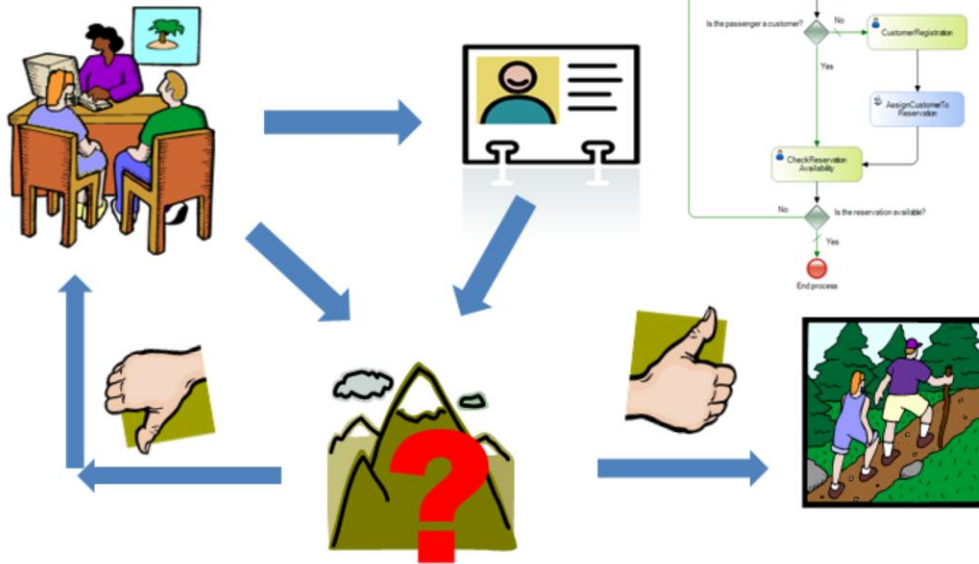 Is the passenger a customer?
No
CustomerRegistration
Yes
AssignCustomerTo
Reservation
CheckReservation
Availability
No
Is the reservation available?
Yes
End process
?